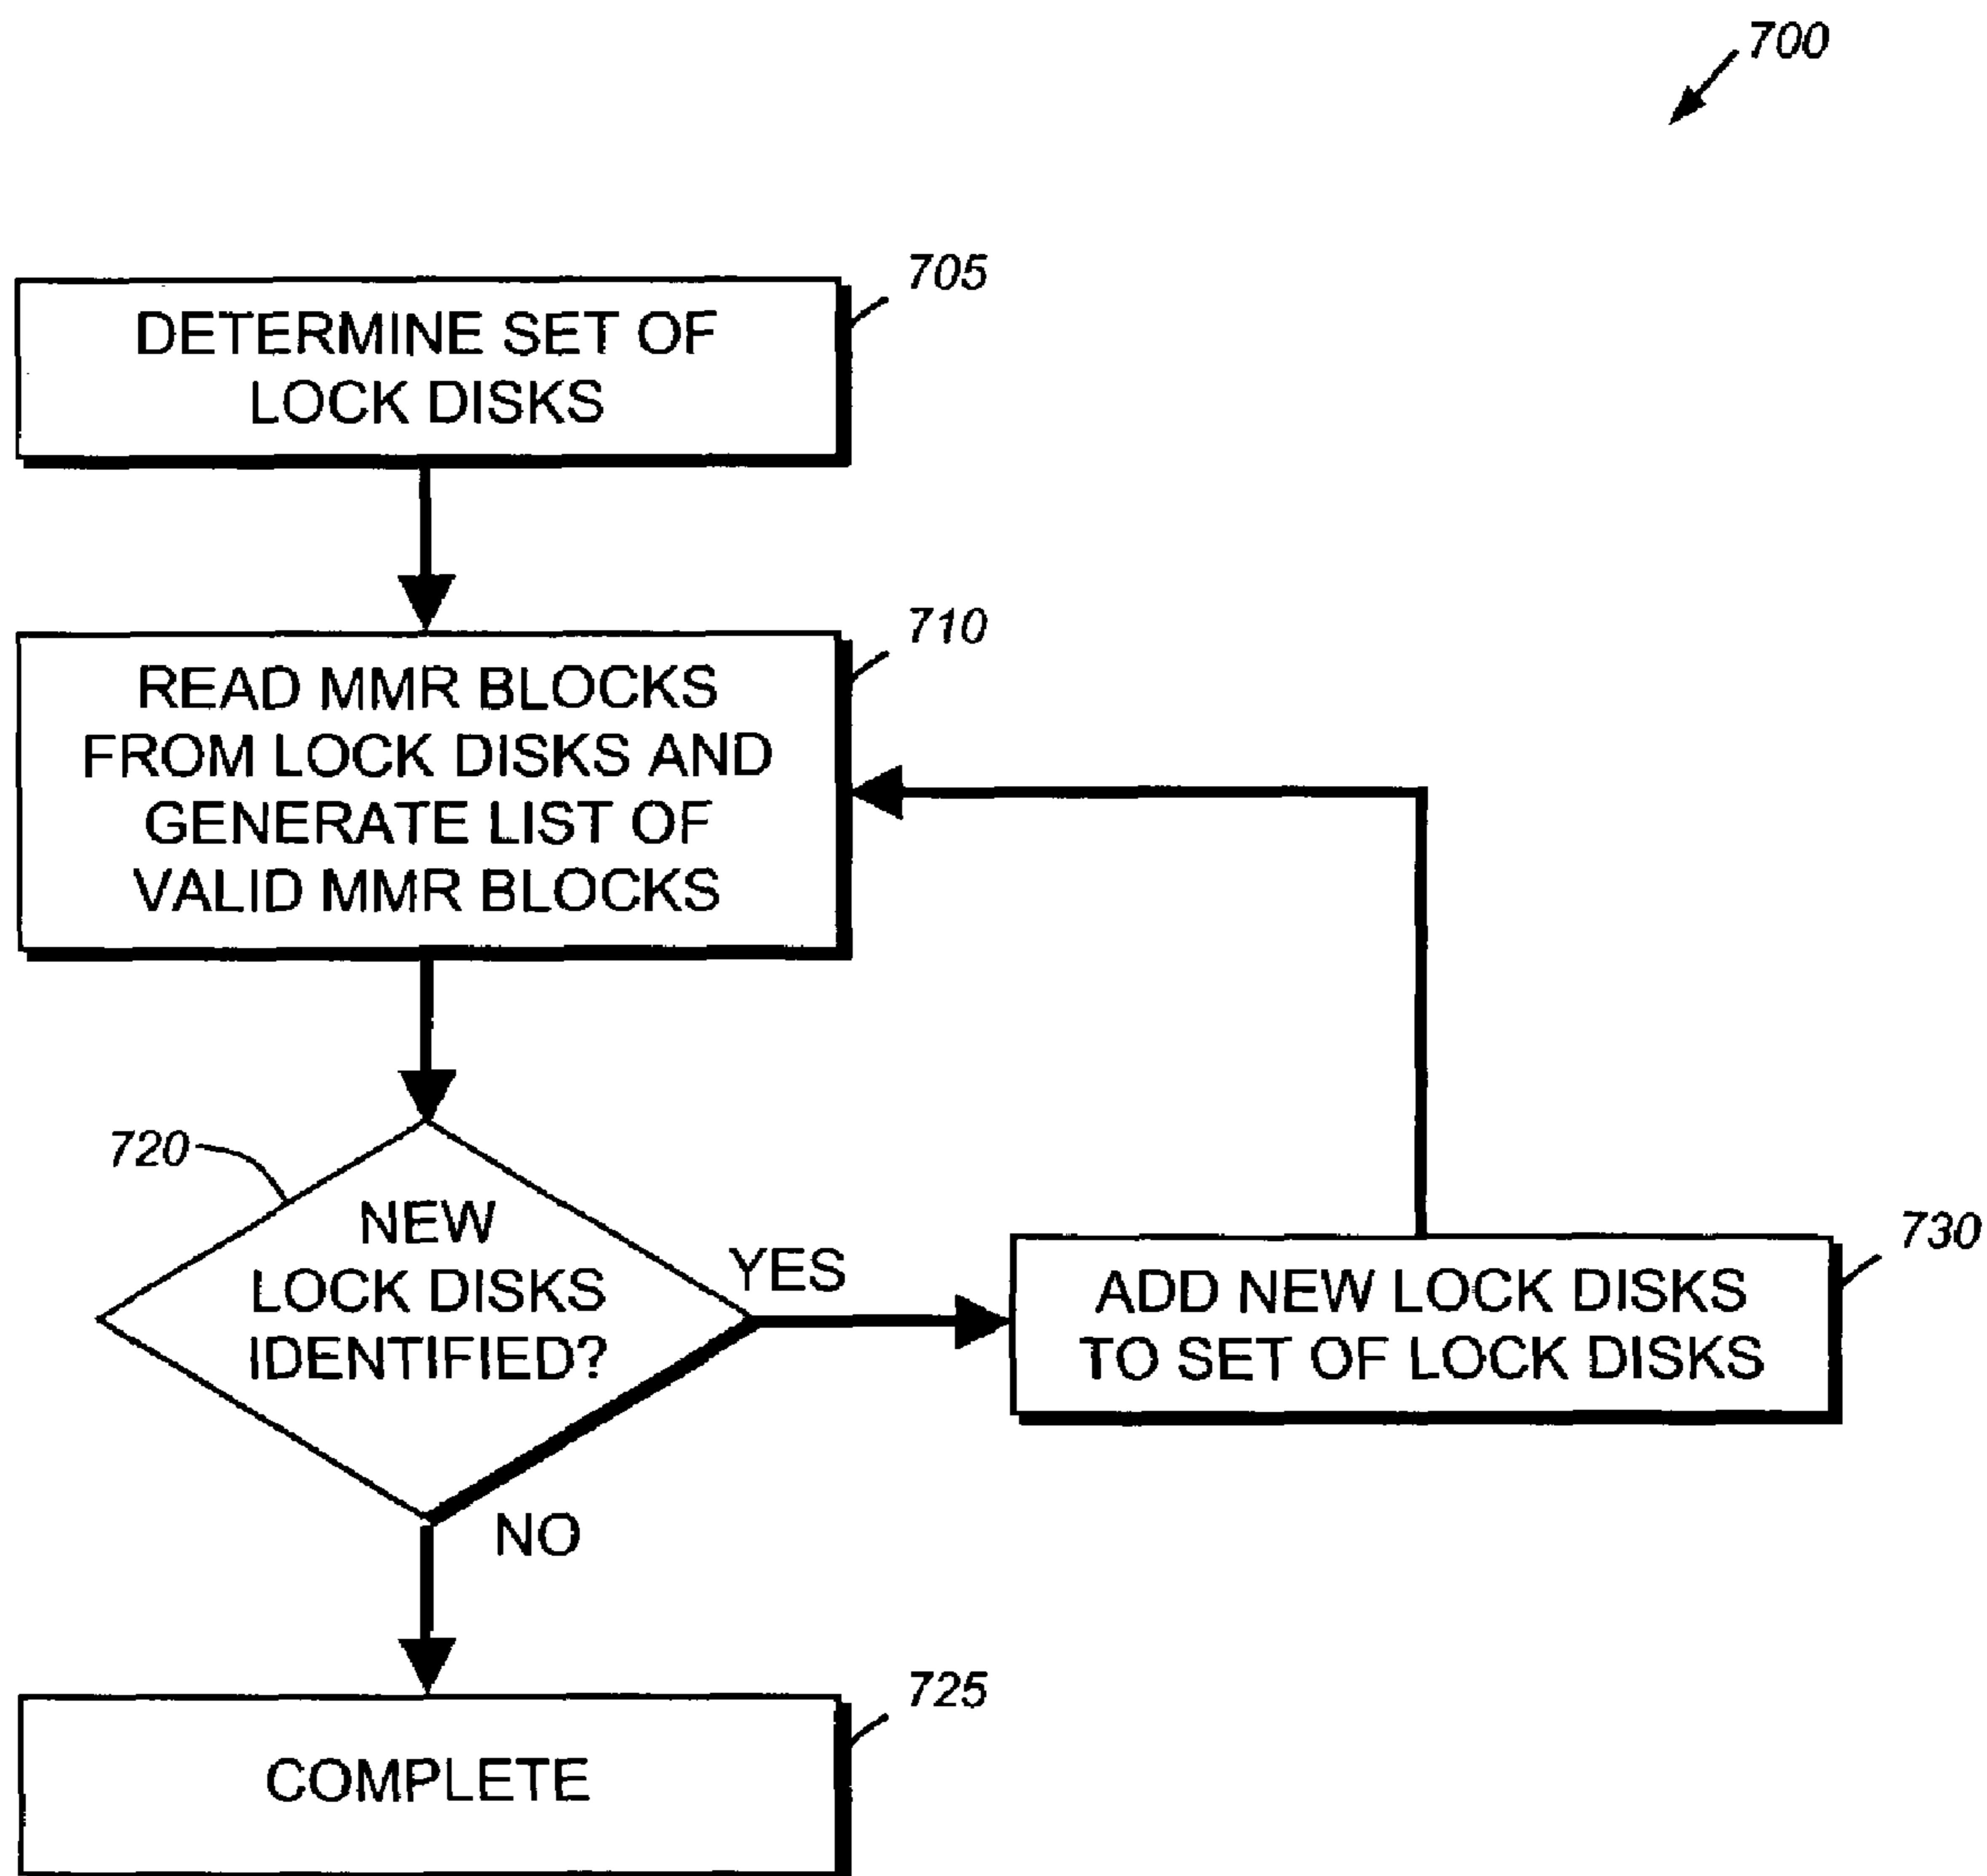 700
705
DETERMINE SET OF
LOCK DISKS
710
READ MMR BLOCKS
FROM LOCK DISKS AND
GENERATE LIST OF
VALID MMR BLOCKS
720
NEW
LOCK DISKS
IDENTIFIED?
YES
730
ADD NEW LOCK DISKS
TO SET OF LOCK DISKS
NO
725
COMPLETE